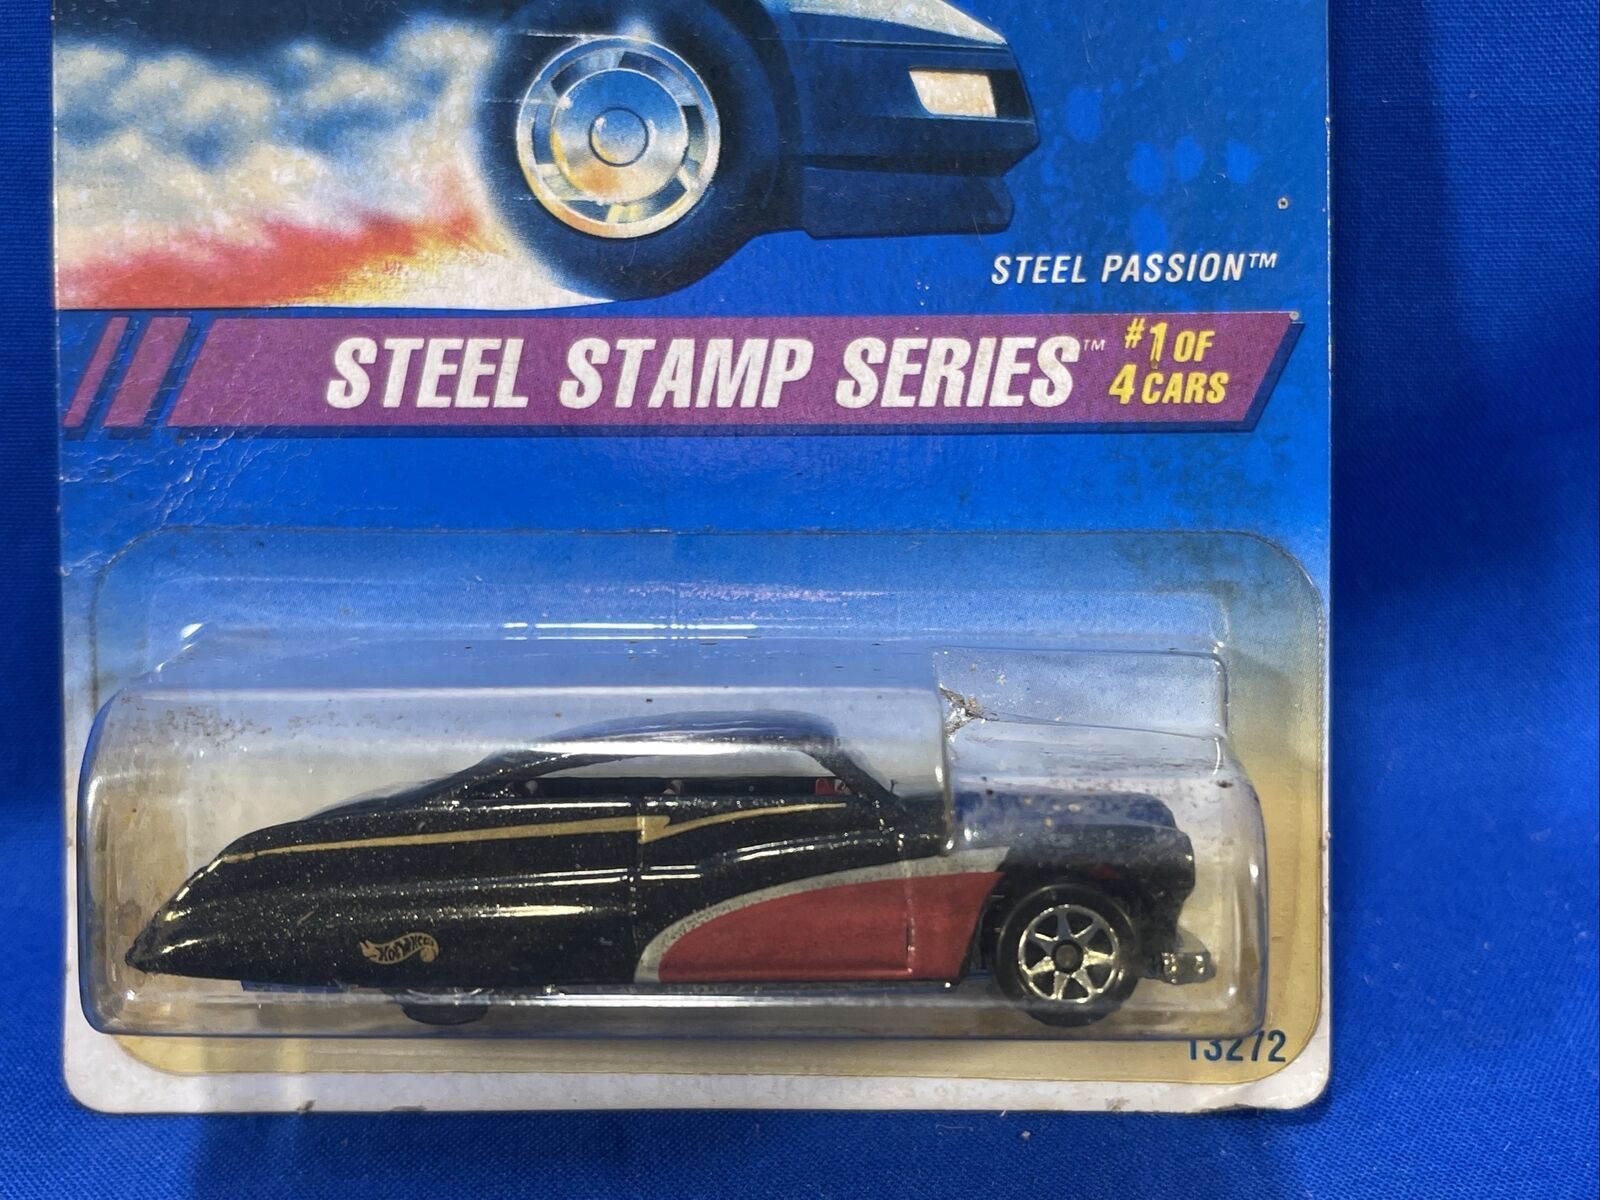 STEEL PASSION™
STEEL STAMP SERIES™ #1 OF
4 CARS
Hot Wheels
13272